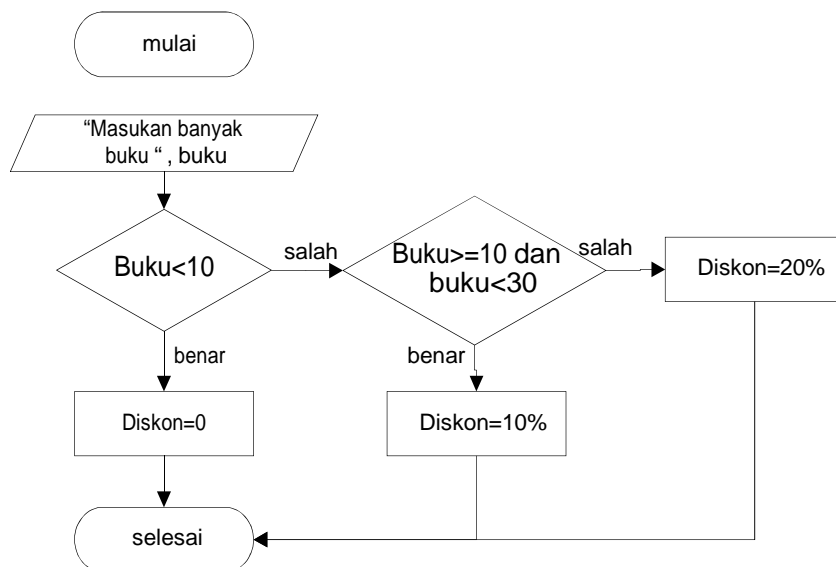 mulai
“Masukan banyak
buku “ , buku
Buku<10
salah
Buku>=10 dan
buku<30
salah
Diskon=20%
benar
benar
Diskon=0
Diskon=10%
selesai